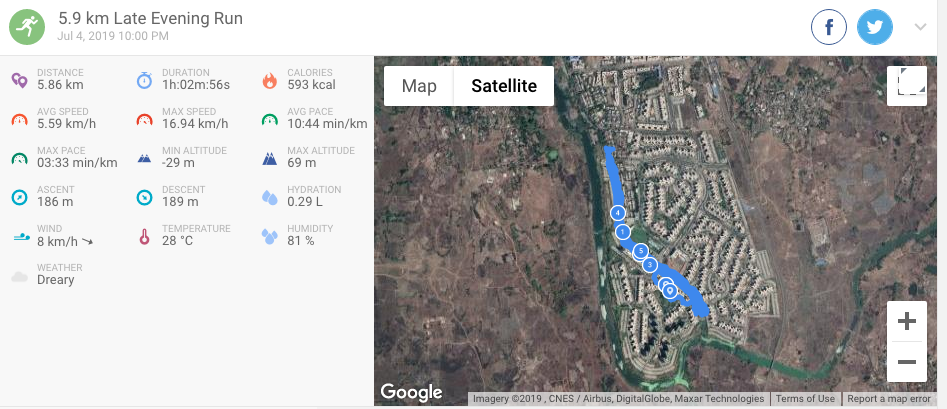 5.9 km Late Evening Run
Jul 4, 2019 10:00 PM
f
DISTANCE
5.86 km
DURATION
1h:02m:56s
CALORIES
593 kcal
AVG SPEED
5.59 km/h
MAX SPEED
16.94 km/h
AVG PACE
10:44 min/km
MAX PACE
03:33 min/km
MIN ALTITUDE
-29 m
MAX ALTITUDE
69 m
ASCENT
186 m
DESCENT
189 m
HYDRATION
0.29 L
WIND
8 km/h
TEMPERATURE
28 °C
HUMIDITY
81 %
WEATHER
Dreary
Map
Satellite
4
1
5
3
Google
Imagery ©2019 , CNES / Airbus, DigitalGlobe, Maxar Technologies
Terms of Use
Report a map error